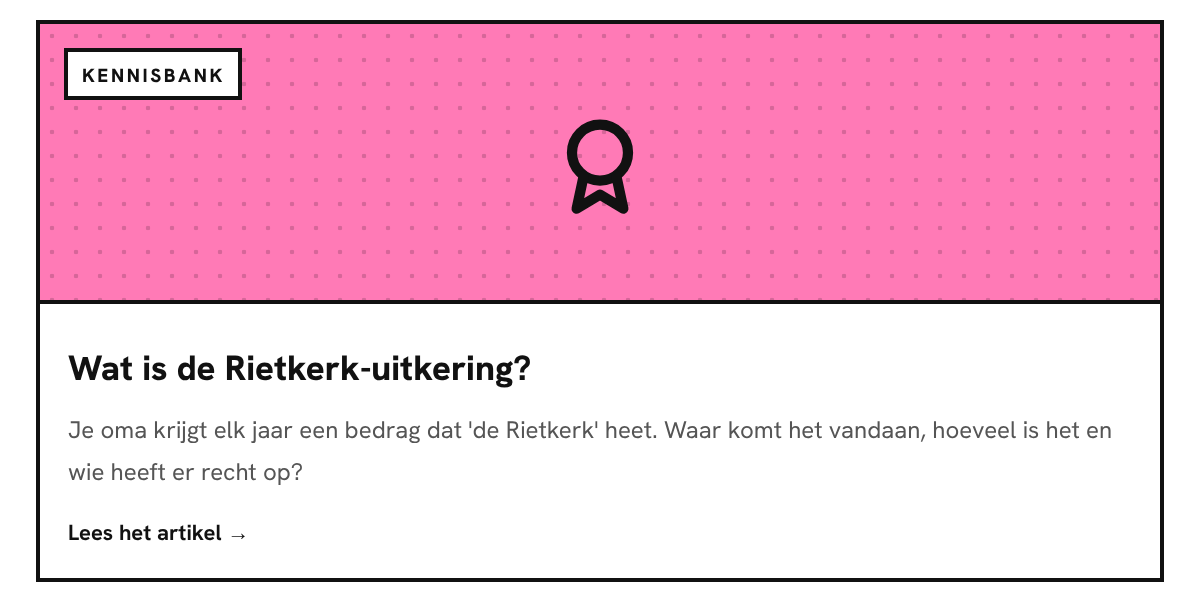 KENNISBANK
Wat is de Rietkerk-uitkering?
Je oma krijgt elk jaar een bedrag dat 'de Rietkerk' heet. Waar komt het vandaan, hoeveel is het en
wie heeft er recht op?
Lees het artikel →